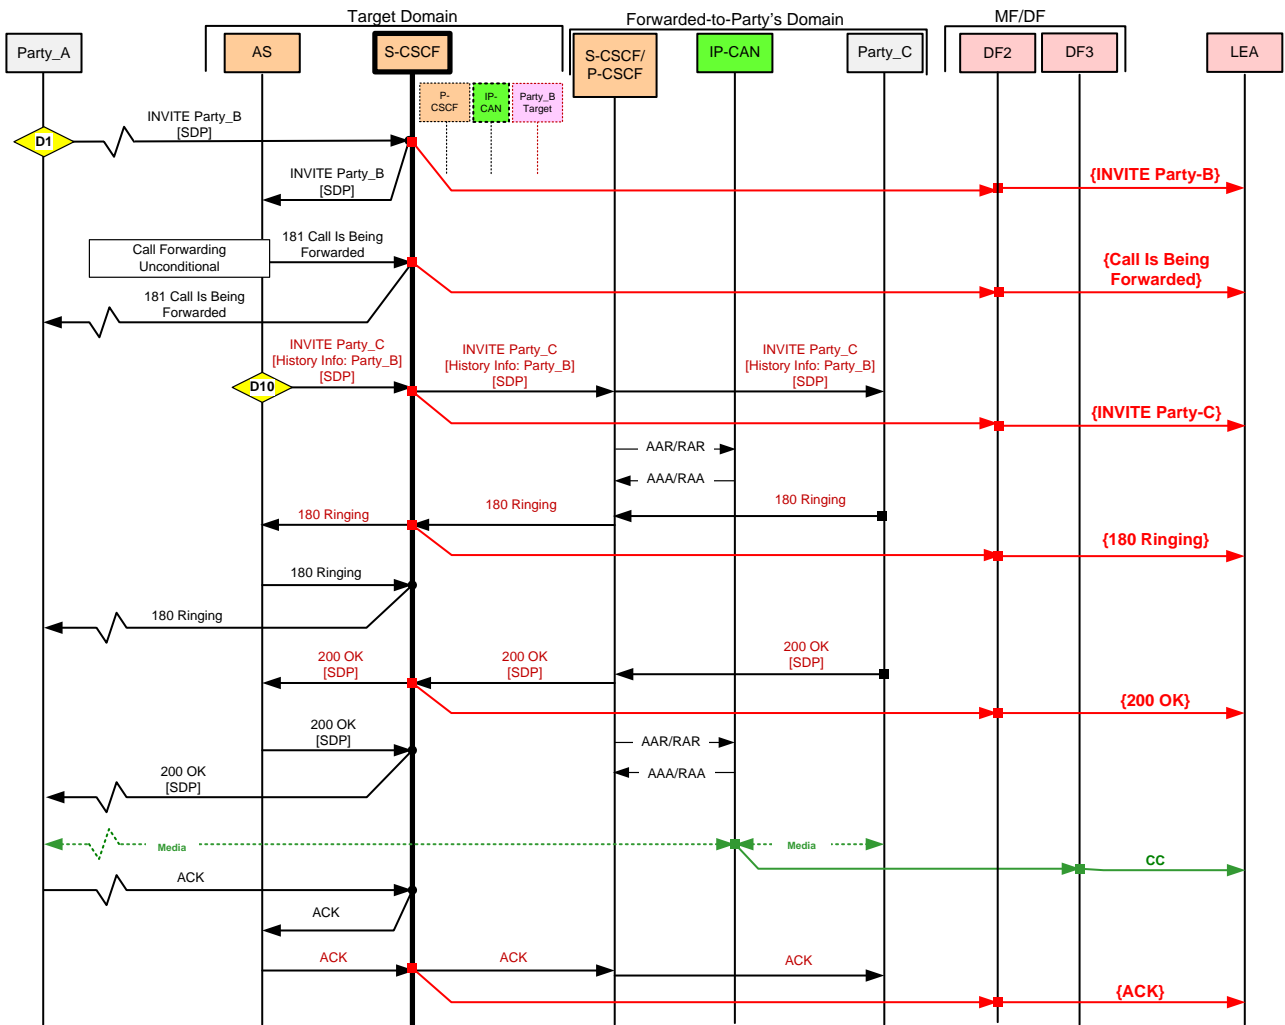 Target Domain
Forwarded-to-Party's Domain
MF/DF
Party_A
AS
S-CSCF
S-CSCF/
P-CSCF
IP-CAN
Party_C
DF2
DF3
LEA
P-
CSCF
IP-
CAN
Party_B
Target
D1
INVITE Party_B
[SDP]
INVITE Party_B
[SDP]
{INVITE Party-B}
Call Forwarding
Unconditional
181 Call Is Being
Forwarded
{Call Is Being
Forwarded}
181 Call Is Being
Forwarded
D10
INVITE Party_C
[History Info: Party_B]
[SDP]
INVITE Party_C
[History Info: Party_B]
[SDP]
INVITE Party_C
[History Info: Party_B]
[SDP]
{INVITE Party-C}
AAR/RAR
AAA/RAA
180 Ringing
180 Ringing
180 Ringing
{180 Ringing}
180 Ringing
180 Ringing
200 OK
[SDP]
200 OK
[SDP]
200 OK
[SDP]
{200 OK}
200 OK
[SDP]
AAR/RAR
AAA/RAA
200 OK
[SDP]
Media
Media
CC
ACK
ACK
ACK
ACK
ACK
{ACK}